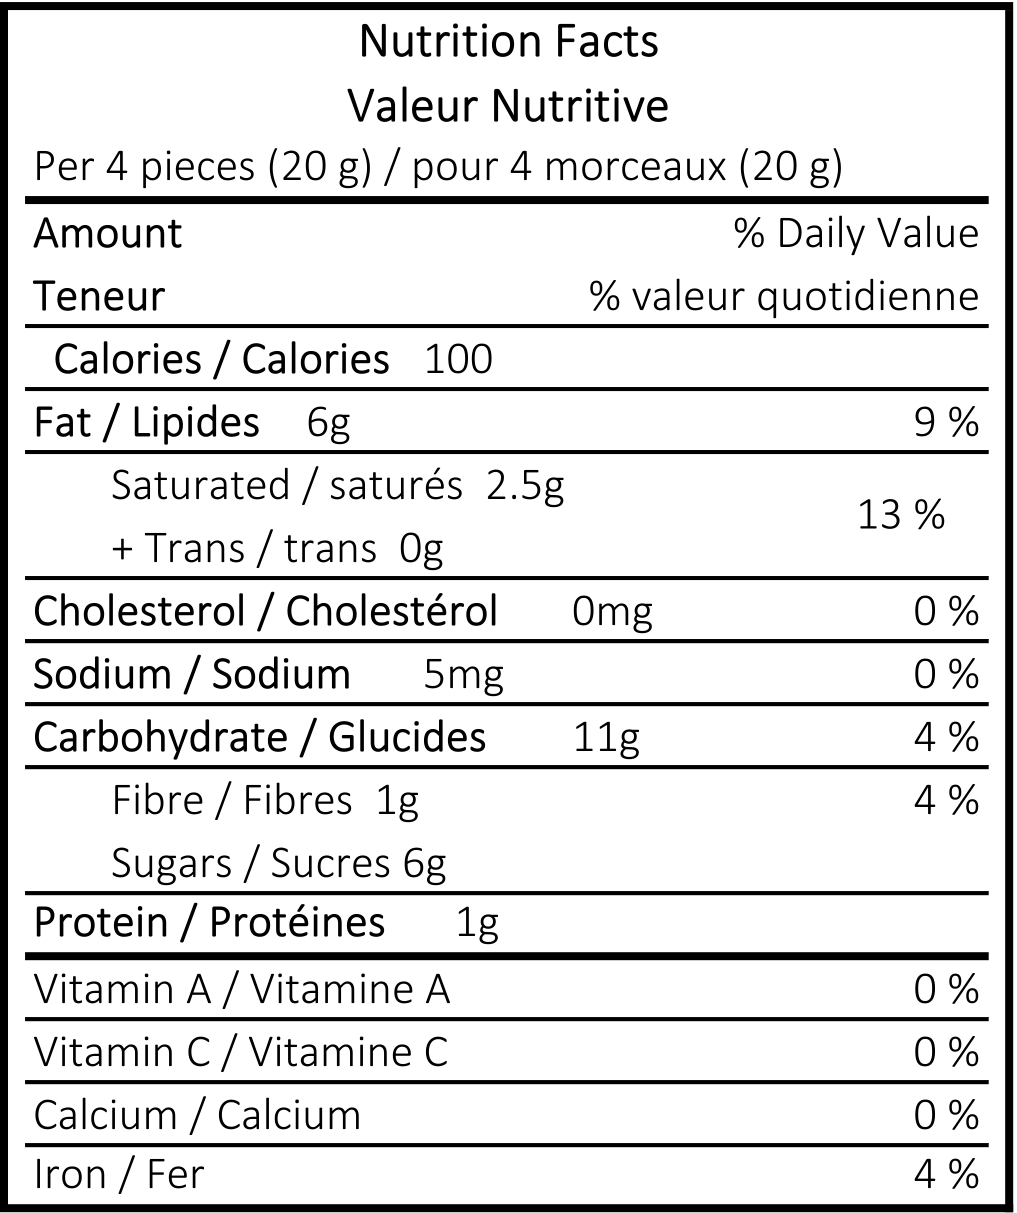 Nutrition Facts
Valeur Nutritive
Per 4 pieces (20 g) / pour 4 morceaux (20 g)
Amount % Daily Value
Teneur % valeur quotidienne
Calories / Calories 100
Fat / Lipides 6g 9 %
Saturated / saturés 2.5g
13 %
+ Trans / trans 0g
Cholesterol / Cholestérol 0mg 0 %
Sodium / Sodium 5mg 0 %
Carbohydrate / Glucides 11g 4 %
Fibre / Fibres 1g 4 %
Sugars / Sucres 6g
Protein / Protéines 1g
Vitamin A / Vitamine A 0 %
Vitamin C / Vitamine C 0 %
Calcium / Calcium 0 %
Iron / Fer 4 %